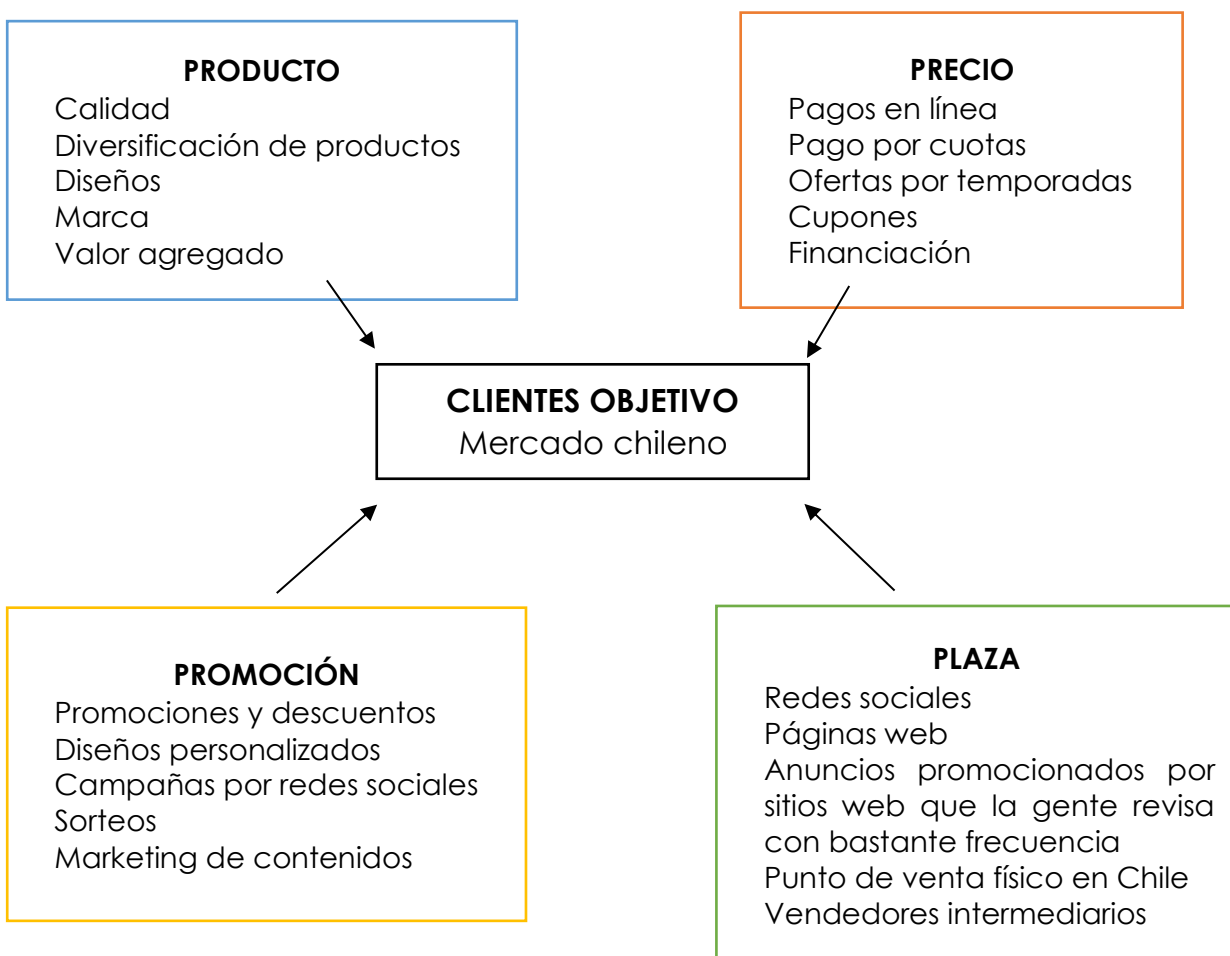 PRODUCTO
Calidad
Diversificación de productos
Diseños
Marca
Valor agregado
PRECIO
Pagos en línea
Pago por cuotas
Ofertas por temporadas
Cupones
Financiación
CLIENTES OBJETIVO
Mercado chileno
PROMOCIÓN
Promociones y descuentos
Diseños personalizados
Campañas por redes sociales
Sorteos
Marketing de contenidos
PLAZA
Redes sociales
Páginas web
Anuncios promocionados por
sitios web que la gente revisa
con bastante frecuencia
Punto de venta físico en Chile
Vendedores intermediarios